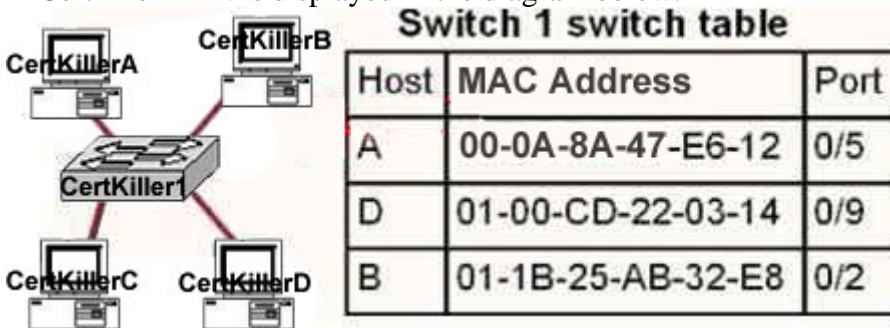 Switch 1 switch table
CertKillerA
CertKillerB
CertKiller1
CertKillerC
CertKillerD
Host MAC Address Port
A 00-0A-8A-47-E6-12 0/5
D 01-00-CD-22-03-14 0/9
B 01-1B-25-AB-32-E8 0/2